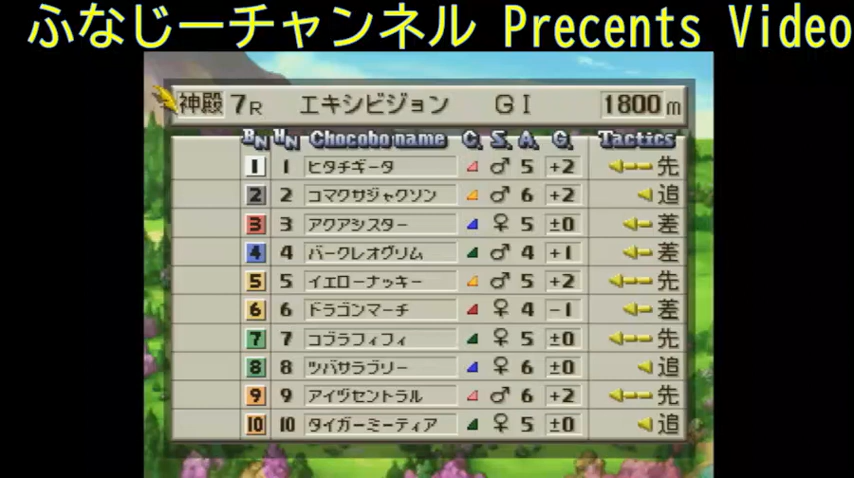 ふなじーチャンネル Precents Video
神殿 7R エキシビジョン GⅠ 1800m
BN HN Chocobo name C. S. A. G. Tactics
1 1 ヒタチギータ ♂ 5 +2 先
2 2 コマクサジャクソン ♂ 6 +2 追
3 3 アクアシスター ♀ 5 ±0 差
4 4 バークレオグリム ♂ 4 +1 差
5 5 イエローナッキー ♂ 5 +2 先
6 6 ドラゴンマーチ ♀ 4 -1 差
7 7 コブラフィフィ ♀ 5 ±0 先
8 8 ツバサラブリー ♀ 6 ±0 追
9 9 アイヅセントラル ♂ 6 +2 先
10 10 タイガーミーティア ♀ 5 ±0 追